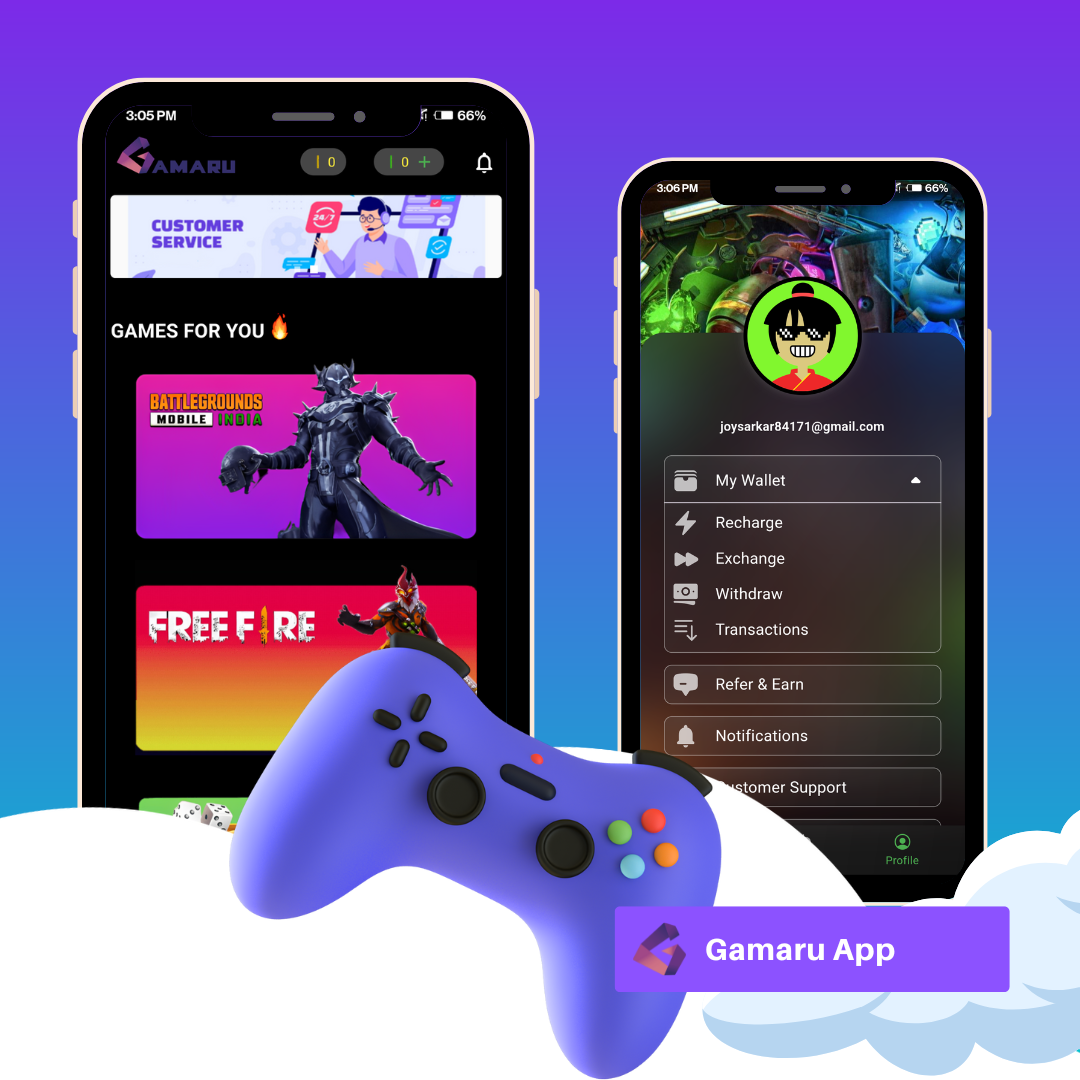 3:05 PM
66%
GAMARU
0
0 +
CUSTOMER
SERVICE
24/7
GAMES FOR YOU
BATTLEGROUNDS
MOBILE INDIA
FREE FIRE
3:06 PM
66%
joysarkar84171@gmail.com
My Wallet
Recharge
Exchange
Withdraw
Transactions
Refer & Earn
Notifications
ustomer Support
Profile
Gamaru App